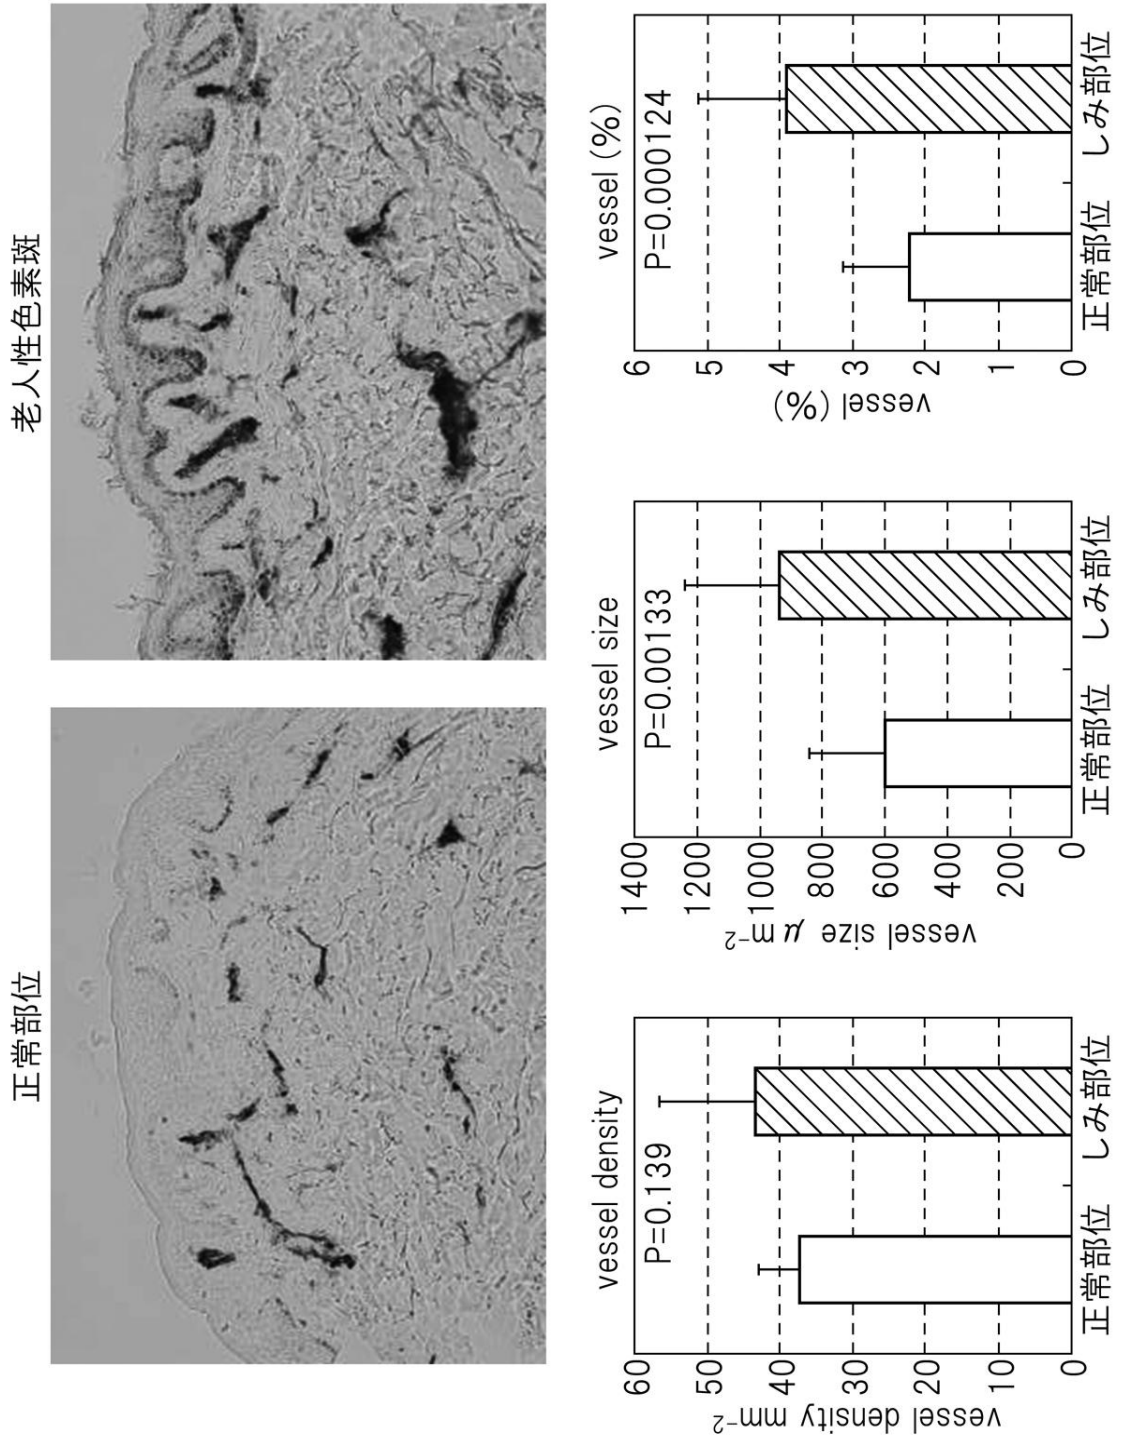 正常部位
老人性色素斑
vessel density
P=0.139
vessel density mm⁻²
60
50
40
30
20
10
0
正常部位
しみ部位
vessel size
P=0.00133
vessel size μm⁻²
1400
1200
1000
800
600
400
200
0
正常部位
しみ部位
vessel (%)
P=0.000124
vessel (%)
6
5
4
3
2
1
0
正常部位
しみ部位